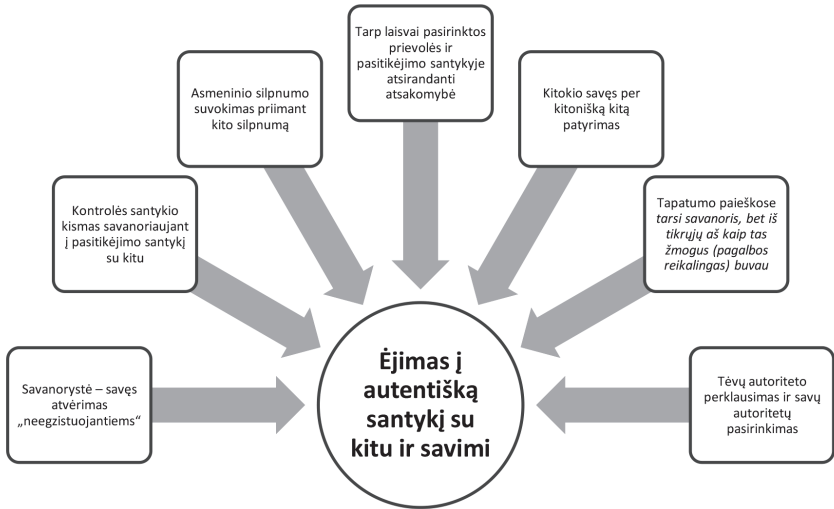 Tarp laisvai pasirinktos
prievolės ir
pasitikėjimo santykyje
atsirandanti
atsakomybė
Asmeninio silpnumo
suvokimas priimant
kito silpnumą
Kitokio savęs per
kitonišką kitą
patyrimas
Kontrolės santykio
kismas savanoriaujant
į pasitikėjimo santykį
su kitu
Tapatumo paieškose
tarsi savanoris, bet iš
tikrųjų aš kaip tas
žmogus (pagalbos
reikalingas) buvau
Savanorystė – savęs
atvėrimas
„neegzistuojantiems“
Ėjimas į
autentišką
santykį su
kitu ir savimi
Tėvų autoriteto
perklausimas ir savų
autoritetų
pasirinkimas